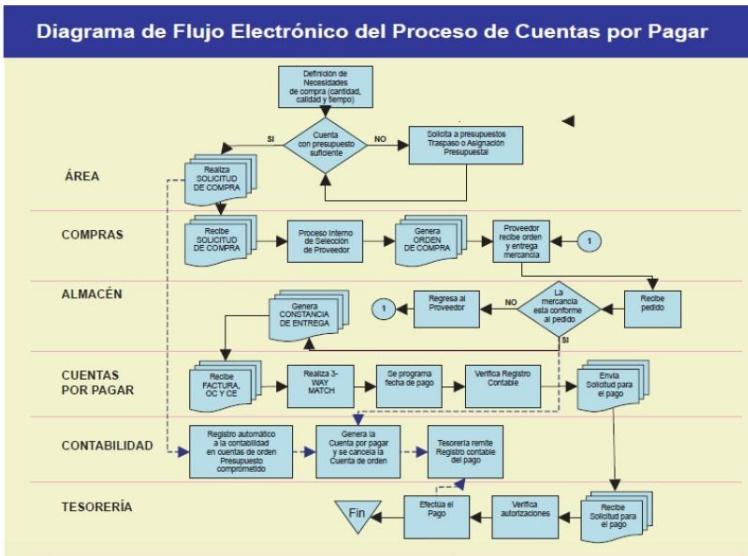 Diagrama de Flujo Electrónico del Proceso de Cuentas por Pagar
Definición de
Necesidades
de compra (cantidad,
calidad y tiempo)
SI
Cuenta
con presupuesto
suficiente
NO
Solicita a presupuestos
Traspaso o Asignación
Presupuestal
ÁREA
Realiza
SOLICITUD
DE COMPRA
COMPRAS
Recibe
SOLICITUD
DE COMPRA
Proceso Interno
de Selección
de Proveedor
Genera
ORDEN
DE COMPRA
Proveedor
recibe orden
y entrega
mercancia
1
ALMACÉN
Genera
CONSTANCIA
DE ENTREGA
1
Regresa al
Proveedor
NO
La
mercancia
esta conforme
al pedido
SI
Recibe
pedido
CUENTAS
POR PAGAR
Recibe
FACTURA,
OC Y CE
Realiza 3-
WAY
MATCH
Se programa
fecha de pago
Verifica Registro
Contable
Envia
Solicitud para
el pago
CONTABILIDAD
Registro automático
a la contabilidad
en cuentas de orden
Presupuesto
comprometido
Genera la
Cuenta por pagar
y se cancela la
Cuenta de orden
Tesorería remite
Registro contable
del pago
TESORERÍA
Fin
Efectúa el
Pago
Verifica
autorizaciones
Recibe
Solicitud para
el pago